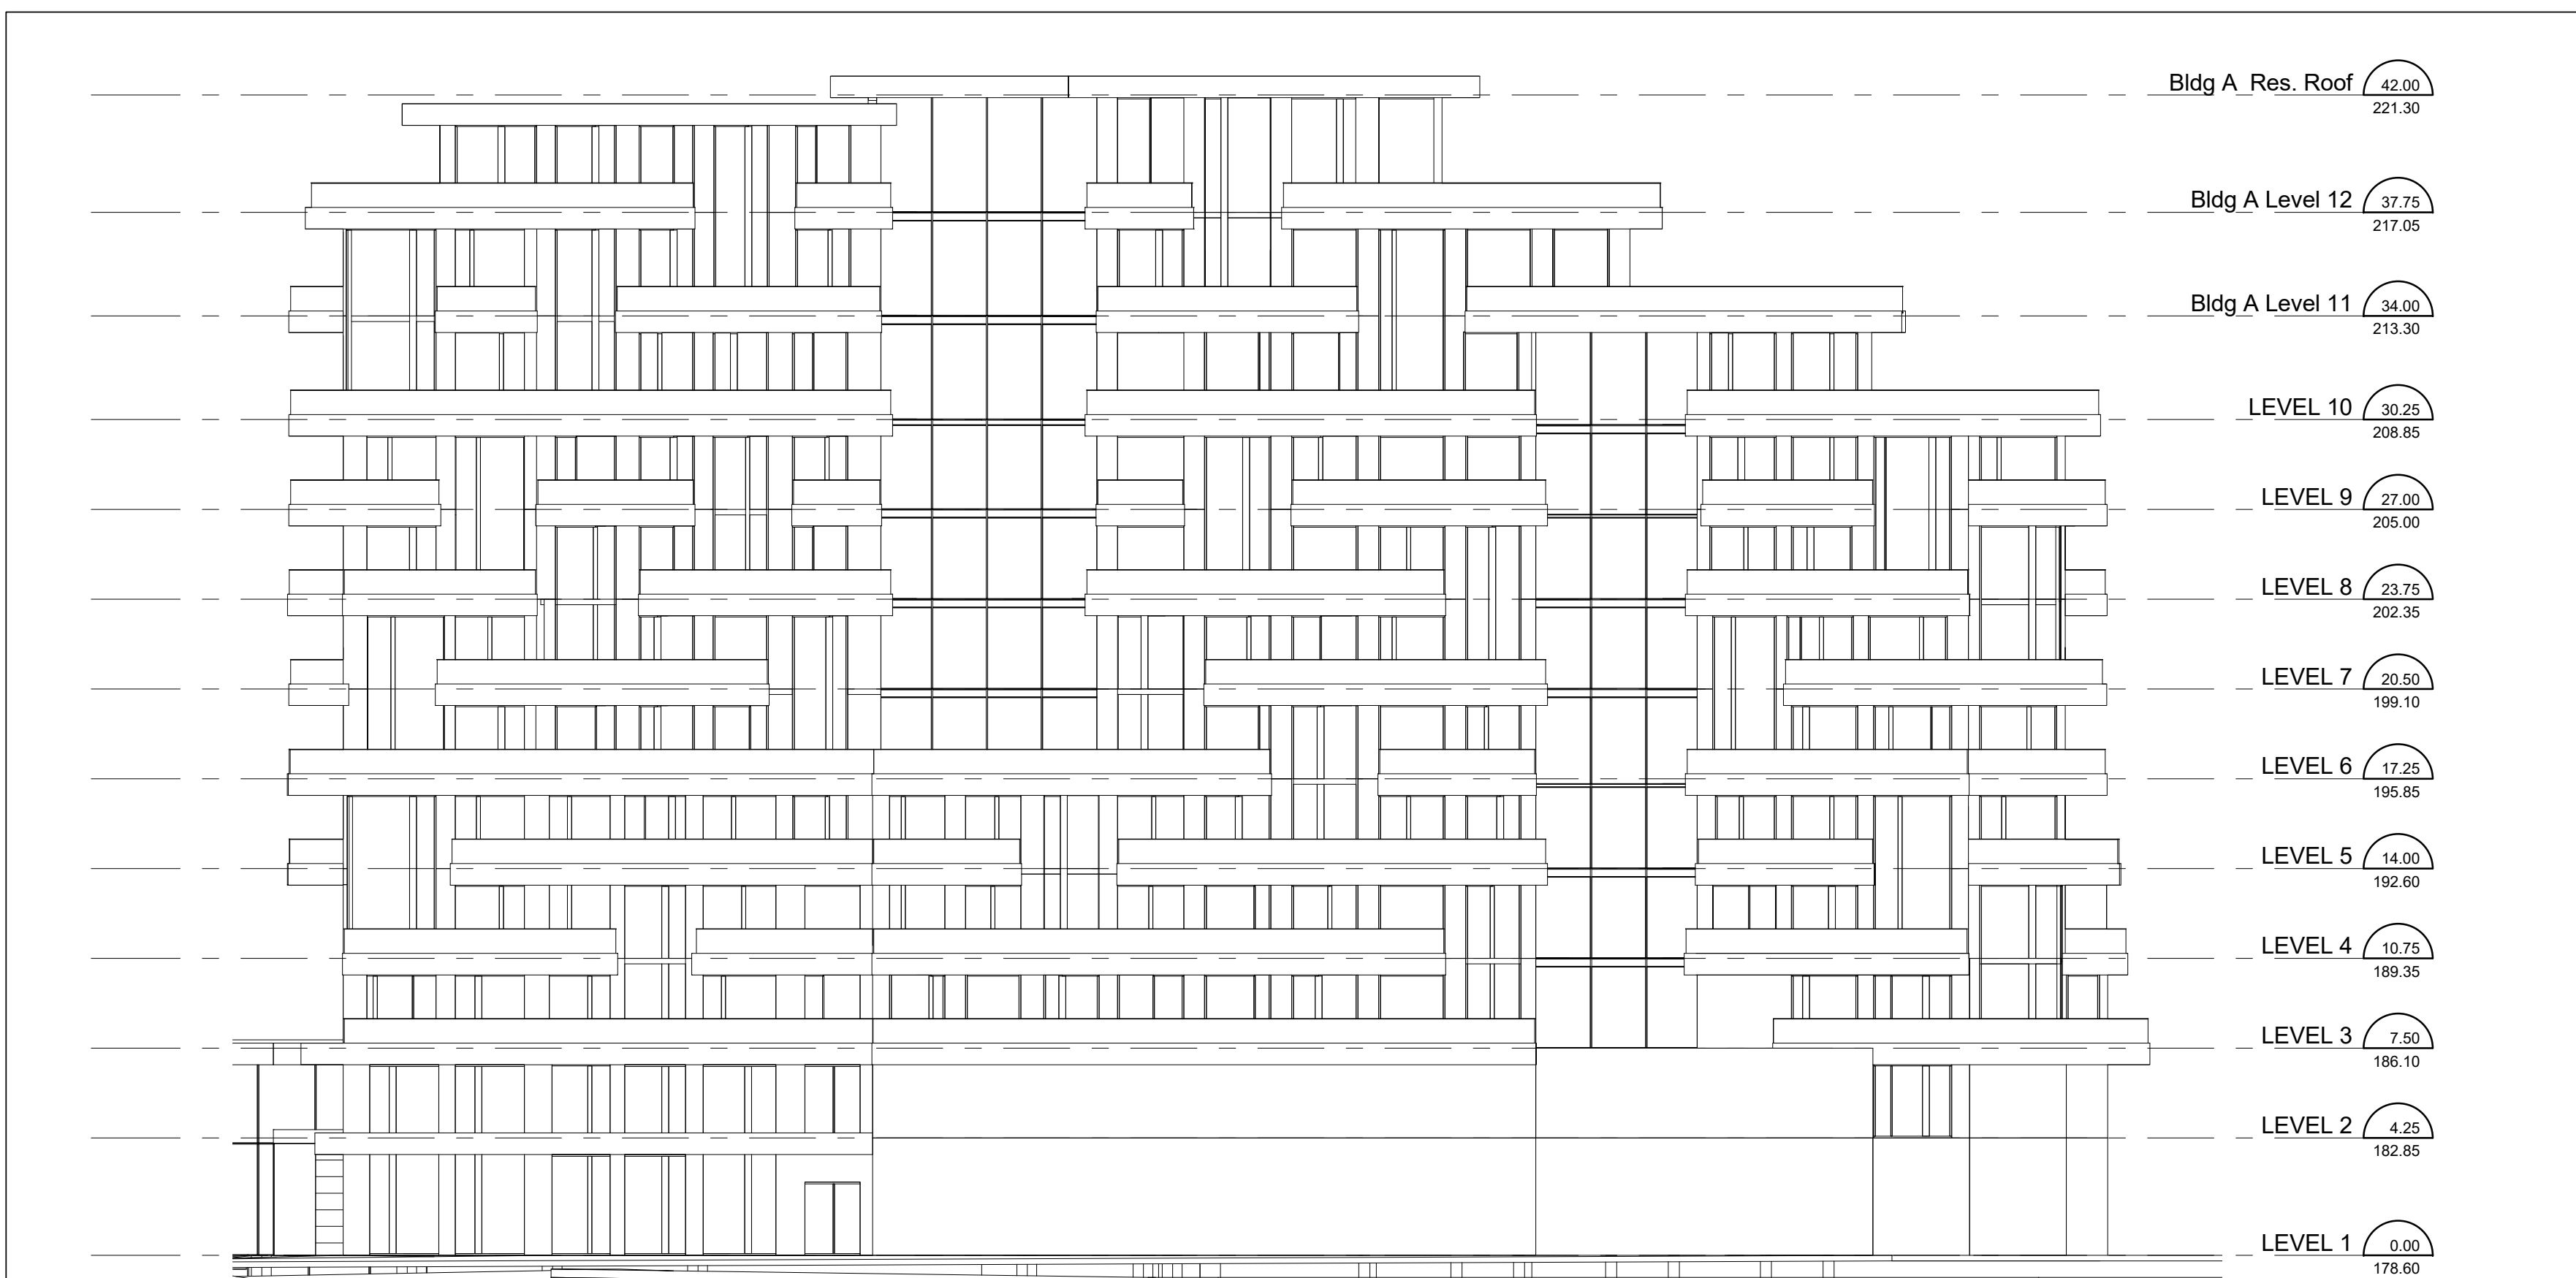 Bldg A Res. Roof 42.00
221.30
Bldg A Level 12 37.75
217.05
Bldg A Level 11 34.00
213.30
LEVEL 10 30.25
208.85
LEVEL 9 27.00
205.00
LEVEL 8 23.75
202.35
LEVEL 7 20.50
199.10
LEVEL 6 17.25
195.85
LEVEL 5 14.00
192.60
LEVEL 4 10.75
189.35
LEVEL 3 7.50
186.10
LEVEL 2 4.25
182.85
LEVEL 1 0.00
178.60